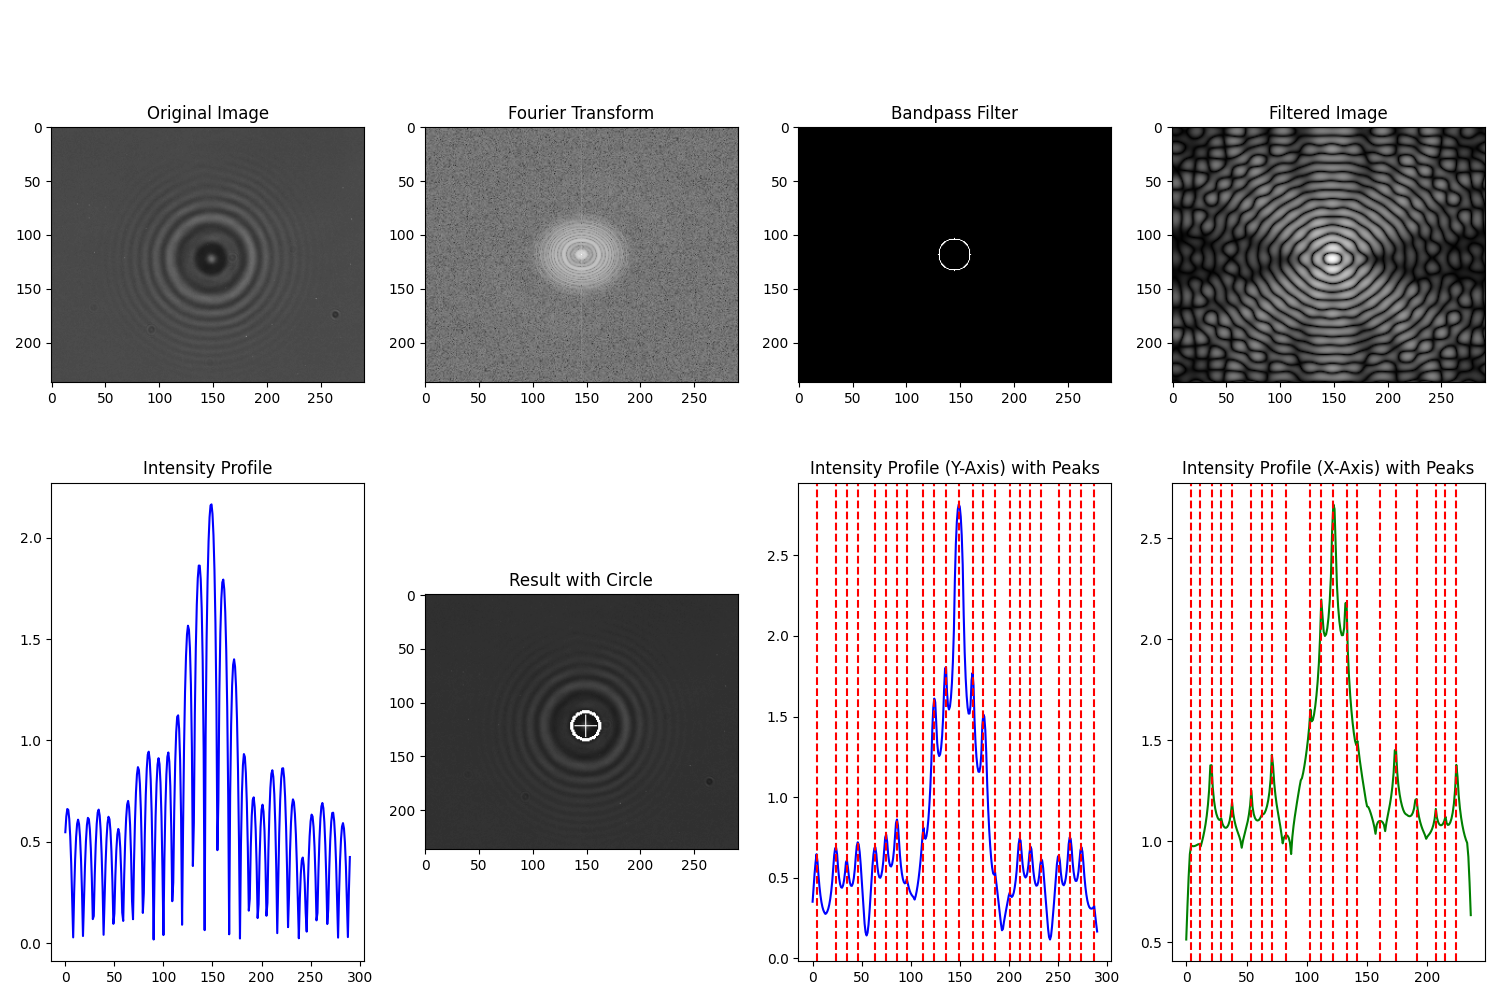 Original Image
Fourier Transform
Bandpass Filter
Filtered Image
0
50
100
150
200
0 50 100 150 200 250
0
50
100
150
200
0 50 100 150 200 250
0
50
100
150
200
0 50 100 150 200 250
0
50
100
150
200
0 50 100 150 200 250
Intensity Profile
2.0
1.5
1.0
0.5
0.0
0 50 100 150 200 250 300
Result with Circle
0
50
100
150
200
0 50 100 150 200 250
Intensity Profile (Y-Axis) with Peaks
2.5
2.0
1.5
1.0
0.5
0.0
0 50 100 150 200 250 300
Intensity Profile (X-Axis) with Peaks
2.5
2.0
1.5
1.0
0.5
0 50 100 150 200